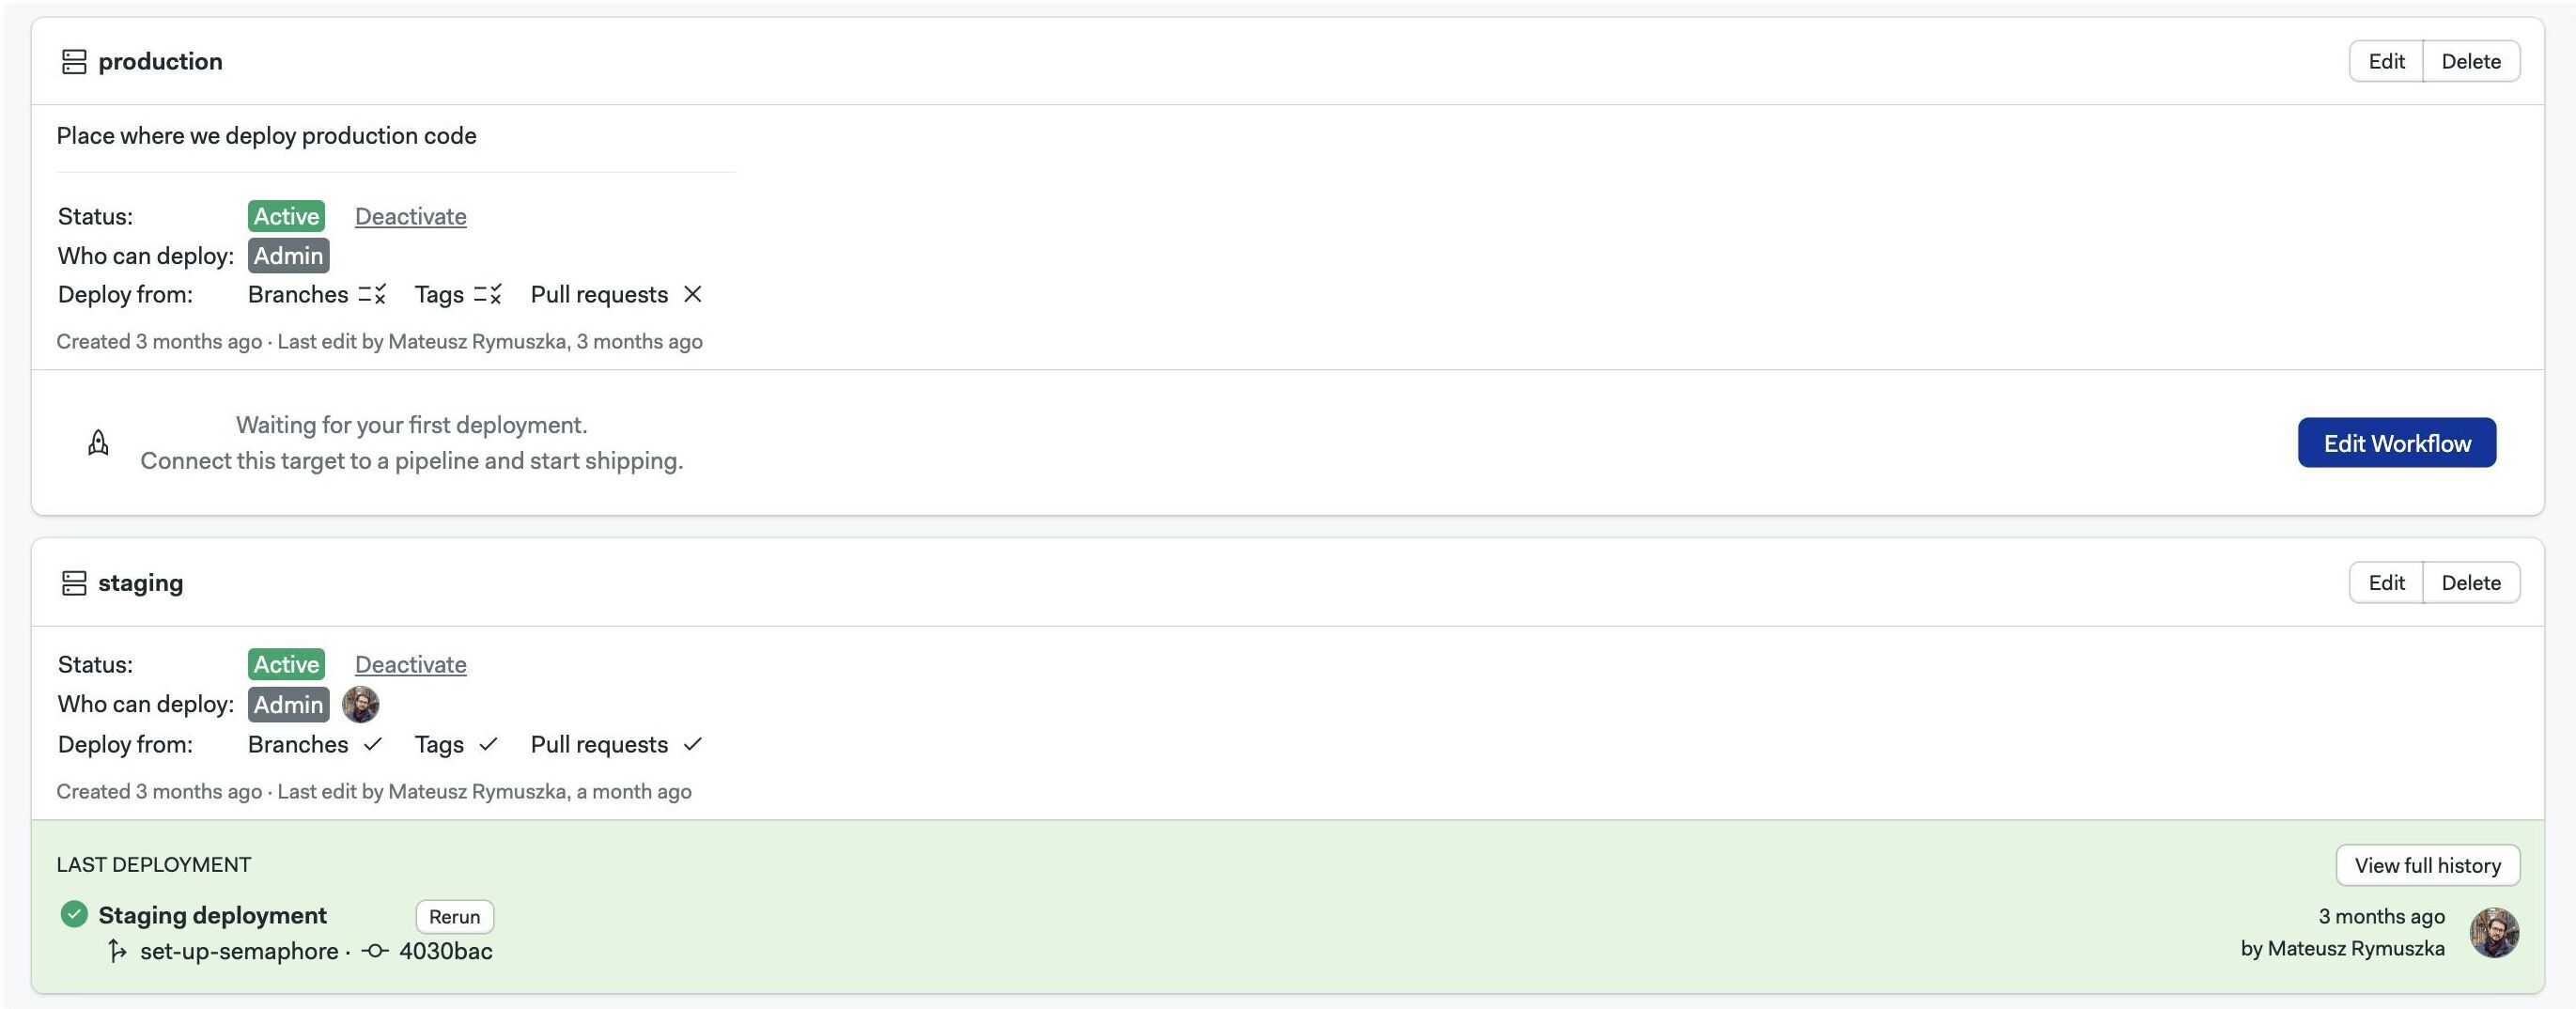 production
Edit Delete
Place where we deploy production code
Status: Active Deactivate
Who can deploy: Admin
Deploy from: Branches Tags Pull requests
Created 3 months ago · Last edit by Mateusz Rymuszka, 3 months ago
Waiting for your first deployment.
Connect this target to a pipeline and start shipping.
Edit Workflow
staging
Edit Delete
Status: Active Deactivate
Who can deploy: Admin
Deploy from: Branches Tags Pull requests
Created 3 months ago · Last edit by Mateusz Rymuszka, a month ago
LAST DEPLOYMENT
View full history
Staging deployment Rerun
set-up-semaphore · 4030bac
3 months ago
by Mateusz Rymuszka